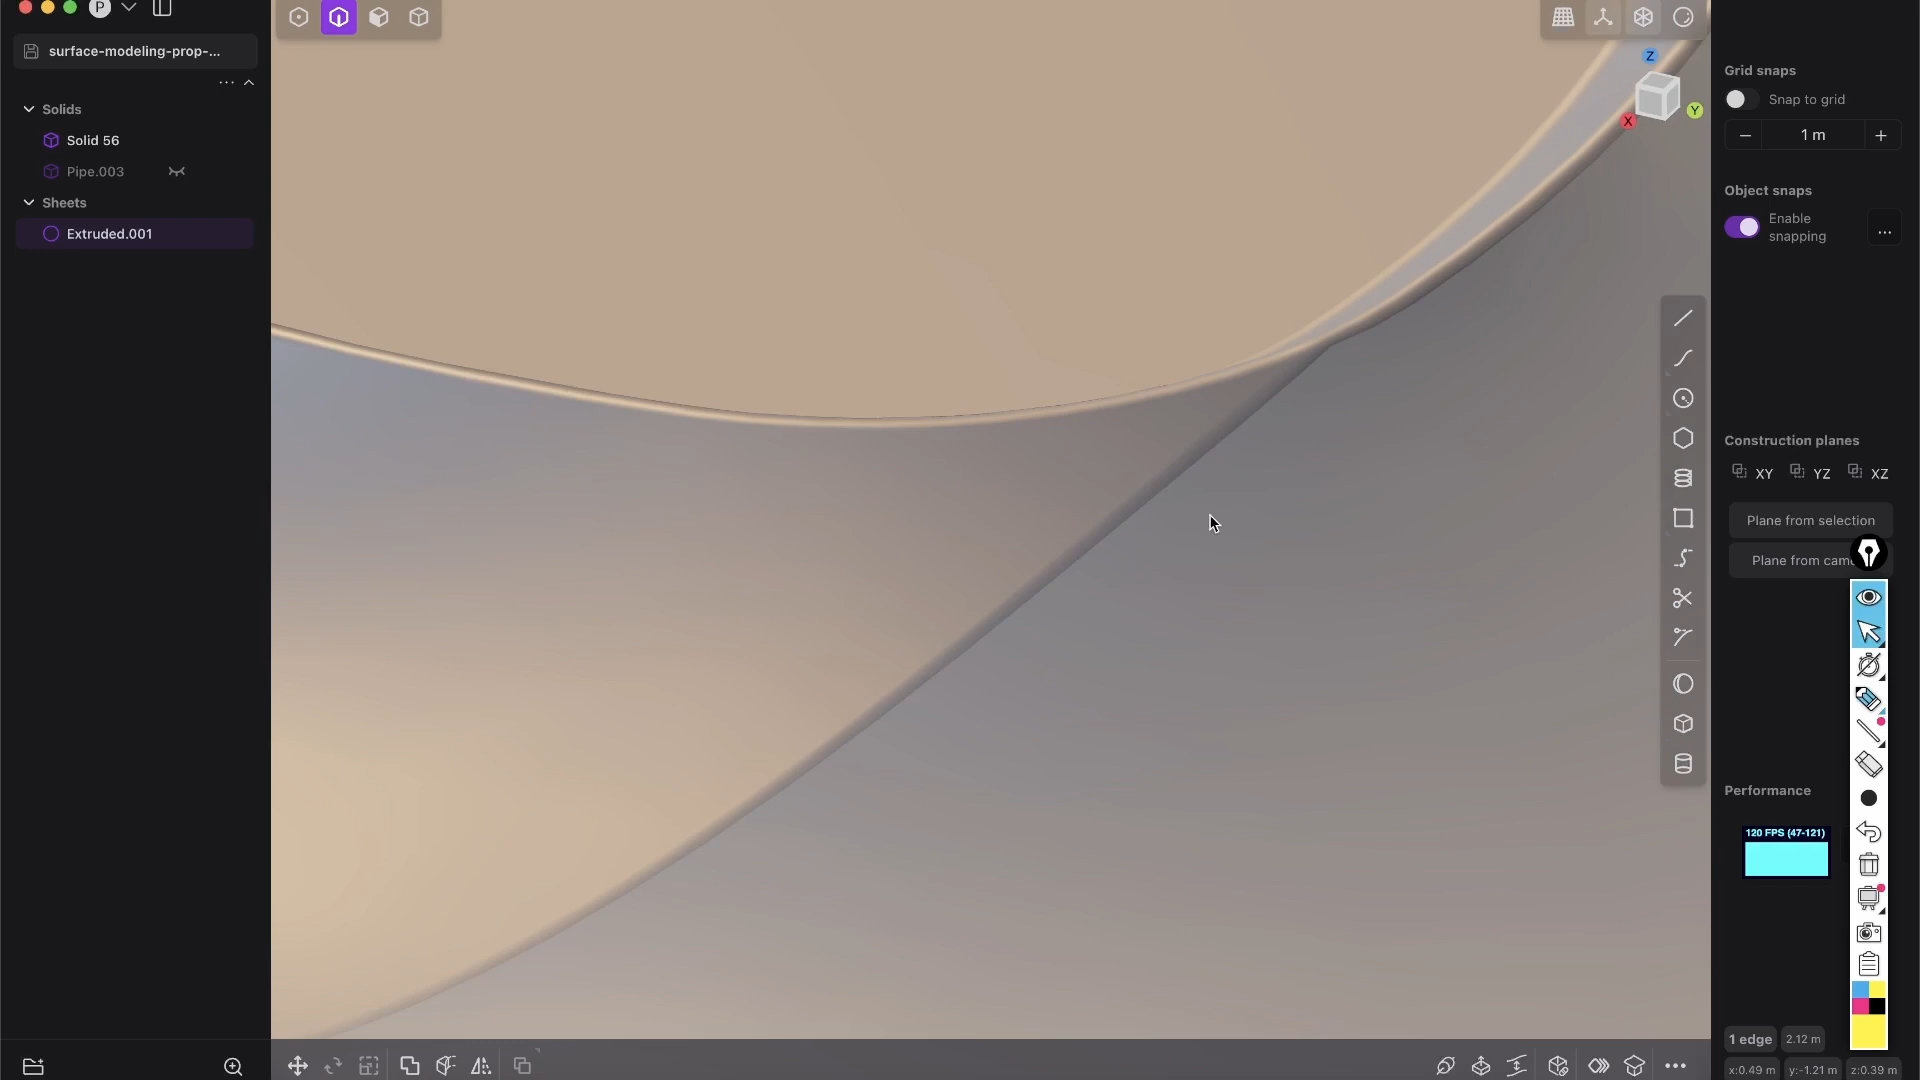 P
surface-modeling-prop-...
Solids
Solid 56
Pipe.003
Sheets
Extruded.001
Z
Y
X
Grid snaps
Snap to grid
1 m
Object snaps
Enable
snapping
Construction planes
XY YZ XZ
Plane from selection
Plane from cam
Performance
120 FPS (47-121)
1 edge 2.12 m
x:0.49 m y:-1.21 m z:0.39 m